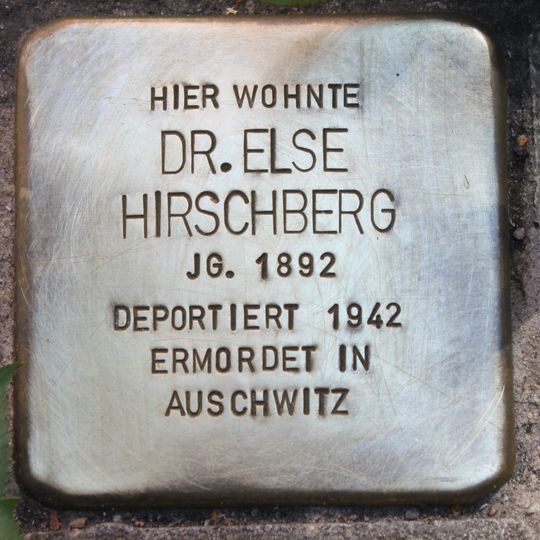 HIER WOHNTE
DR. ELSE
HIRSCHBERG
JG. 1892
DEPORTIERT 1942
ERMORDET IN
AUSCHWITZ